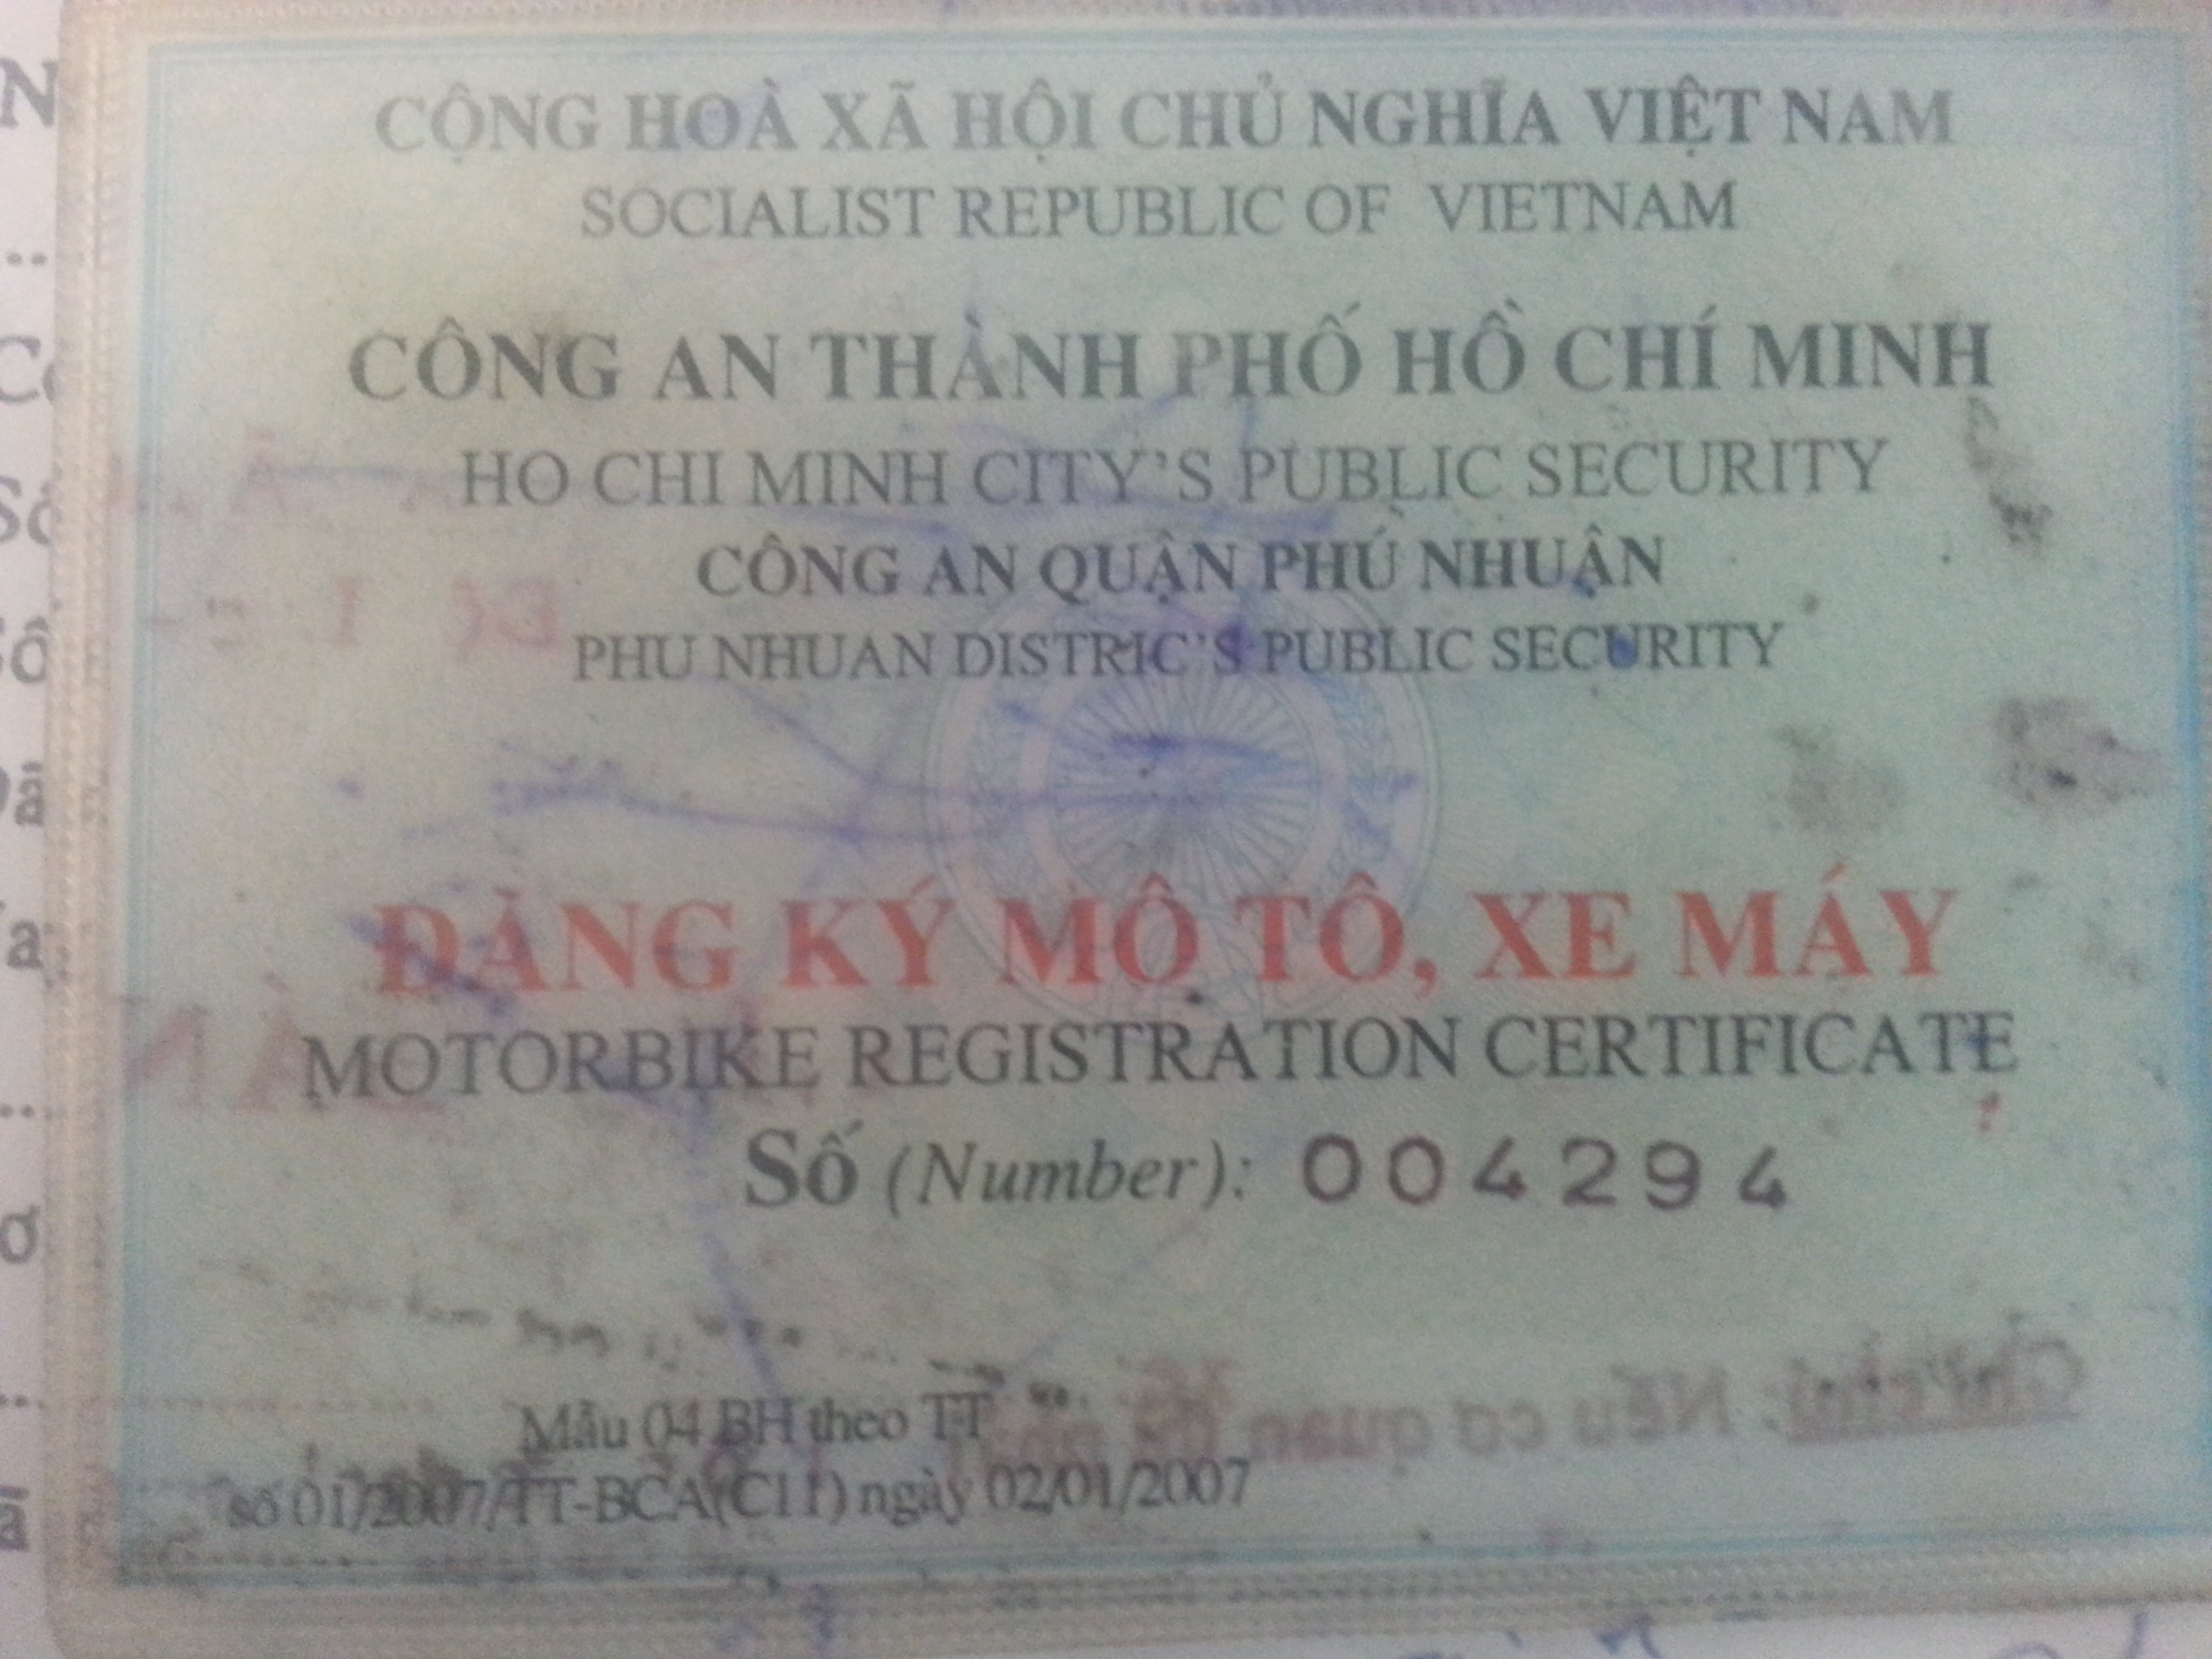 CỘNG HOÀ XÃ HỘI CHỦ NGHĨA VIỆT NAM
SOCIALIST REPUBLIC OF VIETNAM
CÔNG AN THÀNH PHỐ HỒ CHÍ MINH
HO CHI MINH CITY'S PUBLIC SECURITY
CÔNG AN QUẬN PHÚ NHUẬN
PHU NHUAN DISTRIC'S PUBLIC SECURITY
ĐĂNG KÝ MÔ TÔ, XE MÁY
MOTORBIKE REGISTRATION CERTIFICATE
Số (Number): 004294
Mẫu 04 BH theo TT
số 01/2007/TT-BCA(C11) ngày 02/01/2007